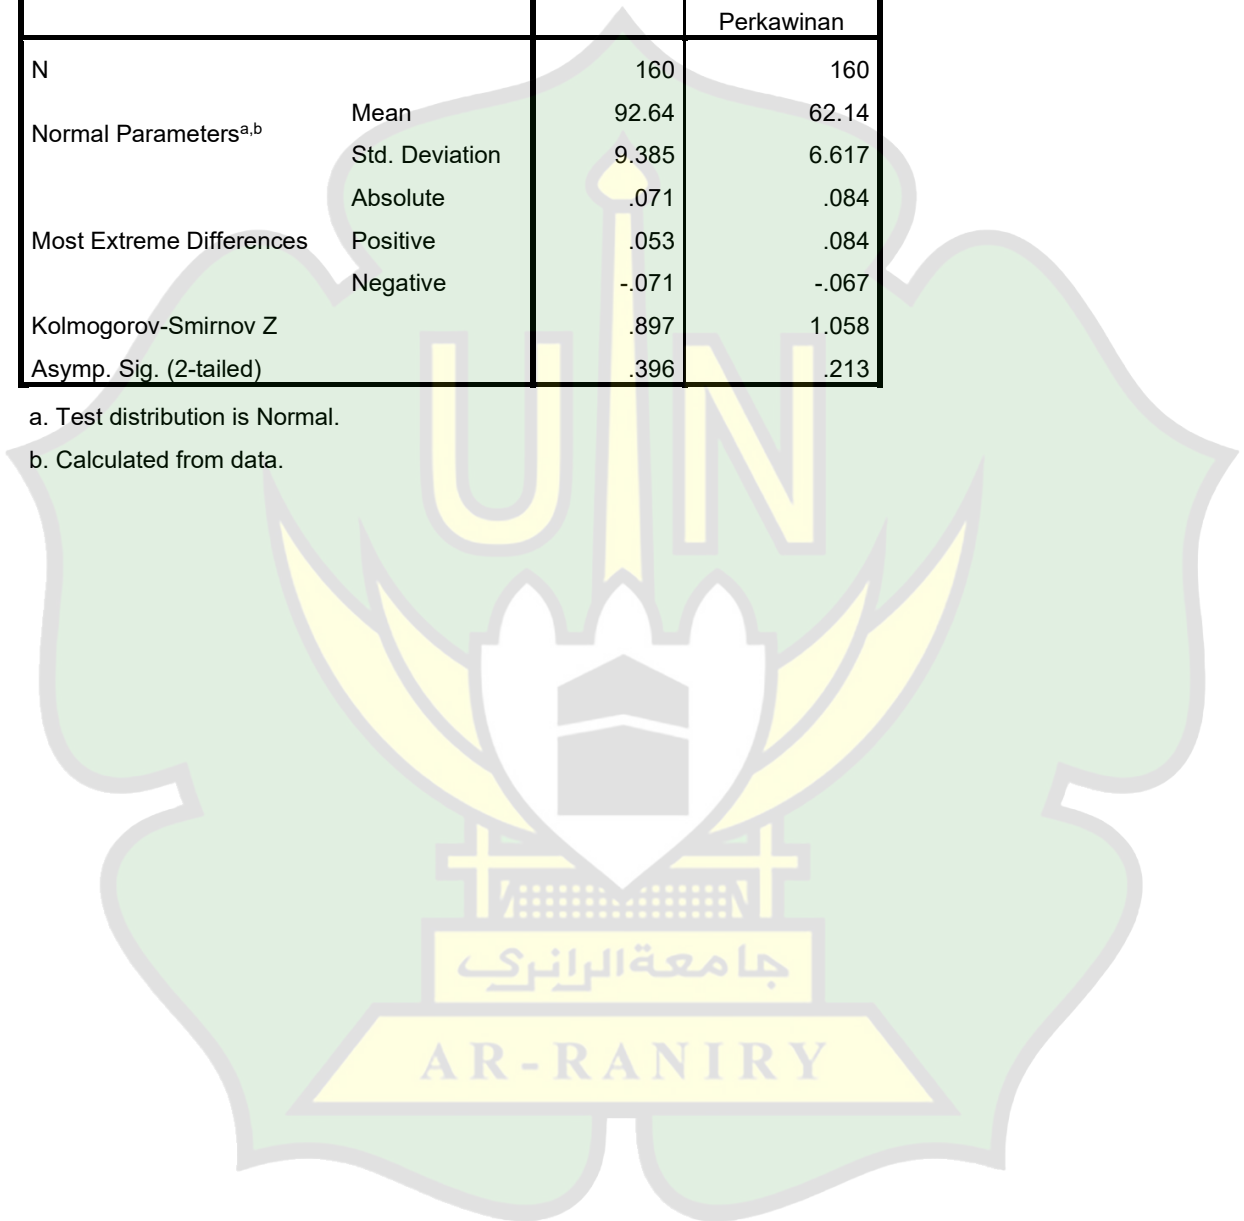 Perkawinan
N 160 160
Normal Parametersa,b Mean 92.64 62.14
Std. Deviation 9.385 6.617
Most Extreme Differences Absolute .071 .084
Positive .053 .084
Negative -.071 -.067
Kolmogorov-Smirnov Z .897 1.058
Asymp. Sig. (2-tailed) .396 .213
a. Test distribution is Normal.
b. Calculated from data.
UIN
جامعة الرانري
AR-RANIRY